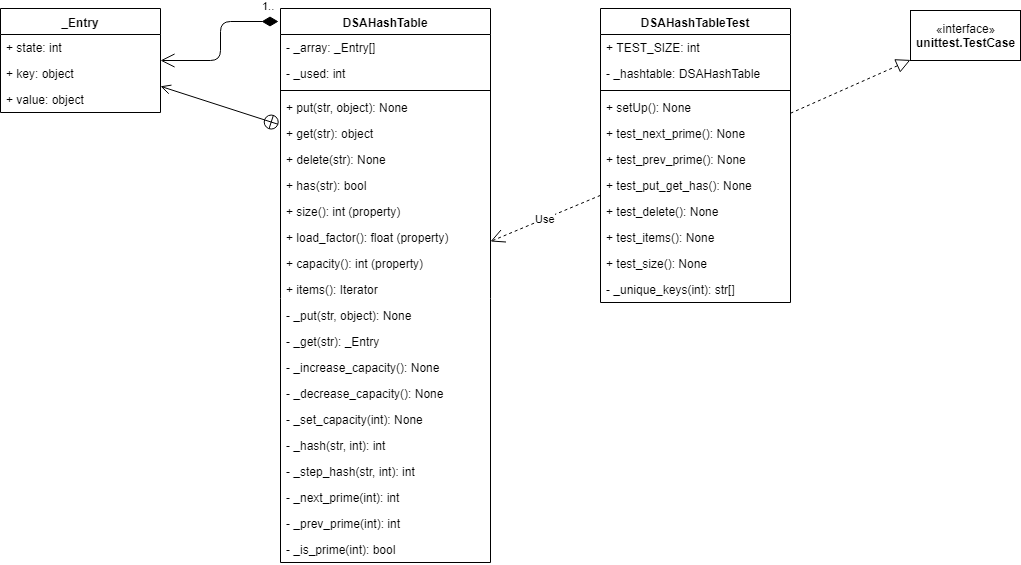 _Entry
+ state: int
+ key: object
+ value: object
1..
DSAHashTable
- _array: _Entry[]
- _used: int
+ put(str, object): None
+ get(str): object
+ delete(str): None
+ has(str): bool
+ size(): int (property)
+ load_factor(): float (property)
+ capacity(): int (property)
+ items(): Iterator
- _put(str, object): None
- _get(str): _Entry
- _increase_capacity(): None
- _decrease_capacity(): None
- _set_capacity(int): None
- _hash(str, int): int
- _step_hash(str, int): int
- _next_prime(int): int
- _prev_prime(int): int
- _is_prime(int): bool
Use
DSAHashTableTest
+ TEST_SIZE: int
- _hashtable: DSAHashTable
+ setUp(): None
+ test_next_prime(): None
+ test_prev_prime(): None
+ test_put_get_has(): None
+ test_delete(): None
+ test_items(): None
+ test_size(): None
- _unique_keys(int): str[]
«interface»
unittest.TestCase